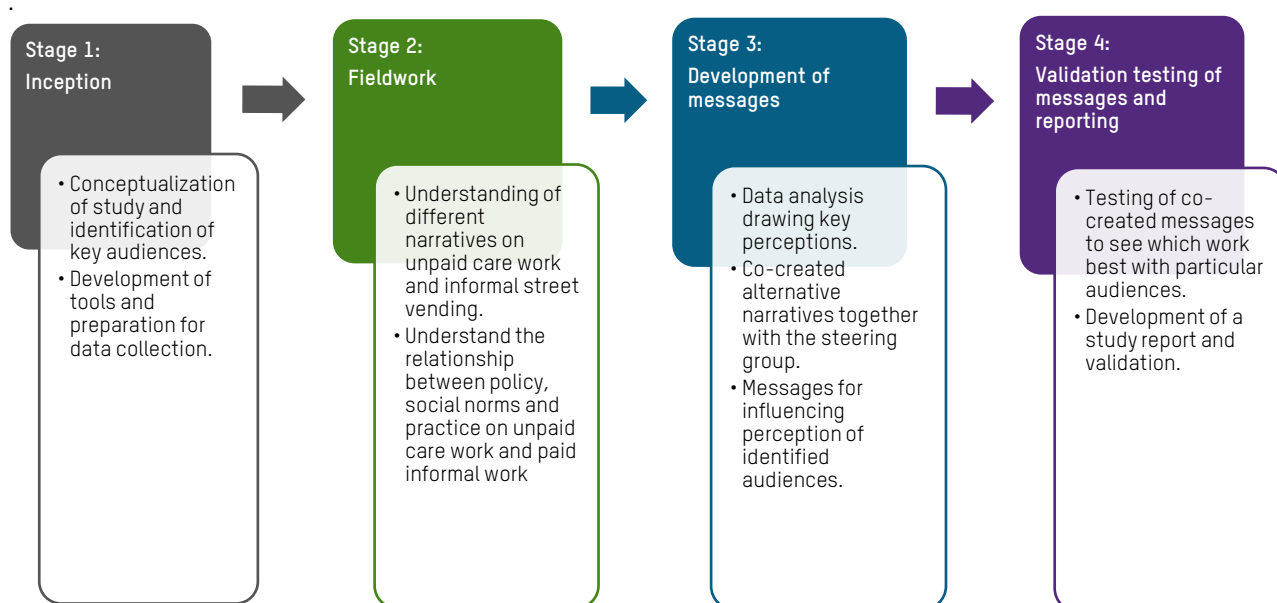 .
Stage 1:
Inception
• Conceptualization
of study and
identification of
key audiences.
• Development of
tools and
preparation for
data collection.
Stage 2:
Fieldwork
• Understanding of
different
narratives on
unpaid care work
and informal street
vending.
• Understand the
relationship
between policy,
social norms and
practice on unpaid
care work and paid
informal work
Stage 3:
Development of
messages
• Data analysis
drawing key
perceptions.
• Co-created
alternative
narratives together
with the steering
group.
• Messages for
influencing
perception of
identified
audiences.
Stage 4:
Validation testing of
messages and
reporting
• Testing of co-
created messages
to see which work
best with particular
audiences.
• Development of a
study report and
validation.